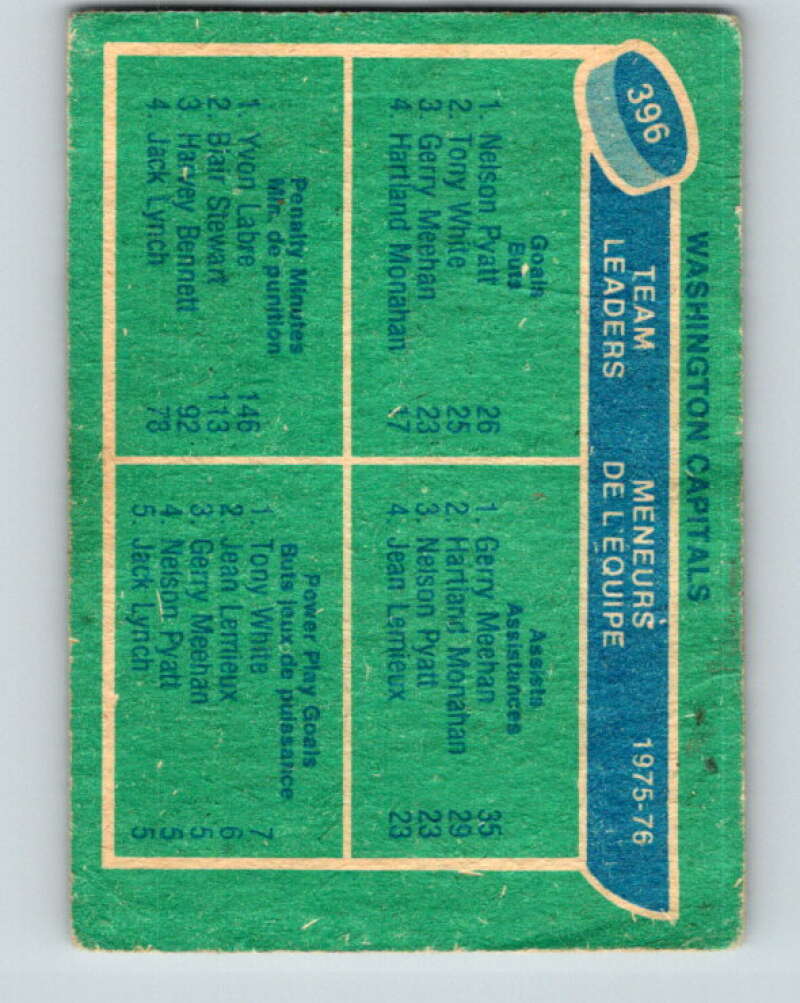 WASHINGTON CAPITALS
396
TEAM LEADERS
MENEURS DE L'ÉQUIPE
1975-76
Goals
Buts
1. Nelson Pyatt 26
2. Tony White 25
3. Gerry Meehan 23
4. Hartland Monahan 17
Assists
Assistances
1. Gerry Meehan 35
2. Hartland Monahan 29
3. Nelson Pyatt 23
4. Jean Lemieux 23
Penalty Minutes
Min. de punition
1. Yvon Labre 146
2. Blair Stewart 113
3. Harvey Bennett 92
4. Jack Lynch 78
Power Play Goals
Buts jeux de puissance
1. Tony White 7
2. Jean Lemieux 6
3. Gerry Meehan 5
4. Nelson Pyatt 5
5. Jack Lynch 5